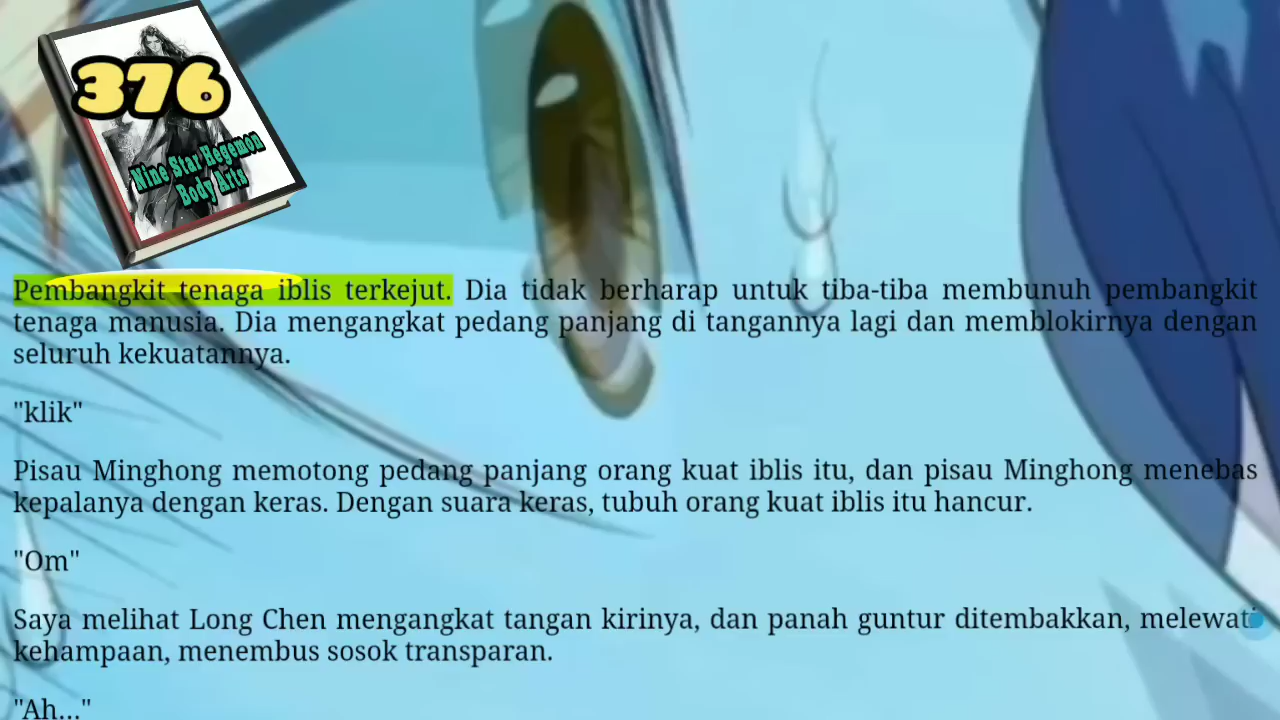 376
Nine Star Hegemon
Body Arts
Pembangkit tenaga iblis terkejut. Dia tidak berharap untuk tiba-tiba membunuh pembangkit
tenaga manusia. Dia mengangkat pedang panjang di tangannya lagi dan memblokirnya dengan
seluruh kekuatannya.
"klik"
Pisau Minghong memotong pedang panjang orang kuat iblis itu, dan pisau Minghong menebas
kepalanya dengan keras. Dengan suara keras, tubuh orang kuat iblis itu hancur.
"Om"
Saya melihat Long Chen mengangkat tangan kirinya, dan panah guntur ditembakkan, melewati
kehampaan, menembus sosok transparan.
"Ah..."